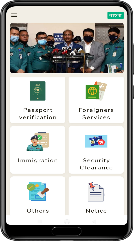 Passport
Verification
Foreigners
Services
Immigration
Security
Clearance
Others
Notice